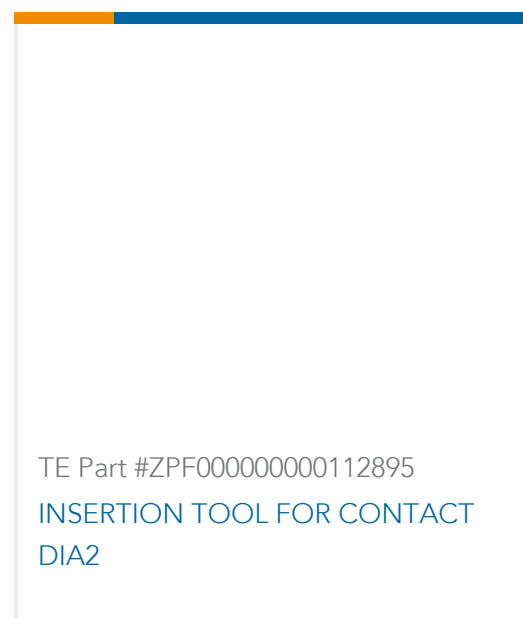 TE Part #ZPF000000000112895
INSERTION TOOL FOR CONTACT
DIA2